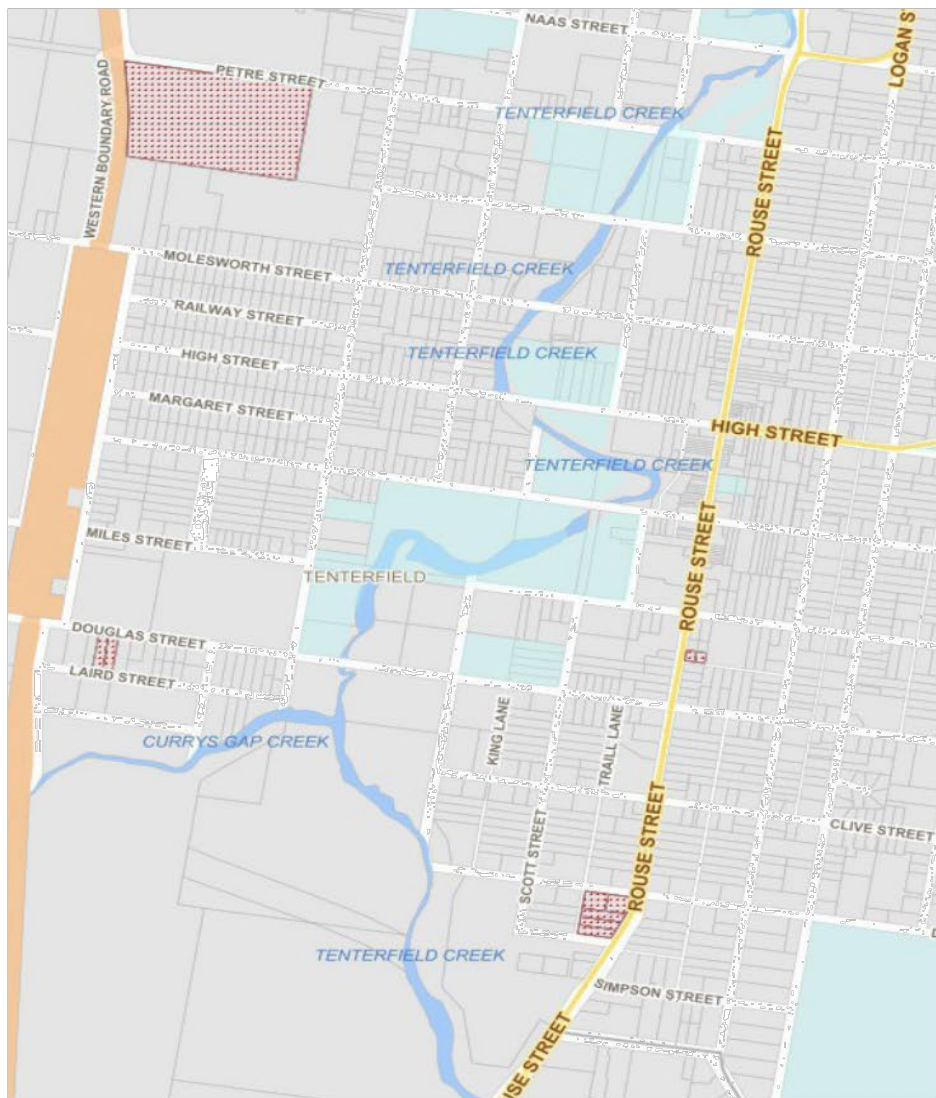 NAAS STREET
LOGAN S
PETRE STREET
WESTERN BOUNDARY ROAD
TENTERFIELD CREEK
ROUSE STREET
MOLESWORTH STREET
TENTERFIELD CREEK
RAILWAY STREET
HIGH STREET
TENTERFIELD CREEK
MARGARET STREET
HIGH STREET
TENTERFIELD CREEK
MILES STREET
ROUSE STREET
TENTERFIELD
DOUGLAS STREET
LAIRD STREET
CURRYS GAP CREEK
KING LANE
TRAILL LANE
SCOTT STREET
ROUSE STREET
CLIVE STREET
TENTERFIELD CREEK
SIMPSON STREET
USE STREET